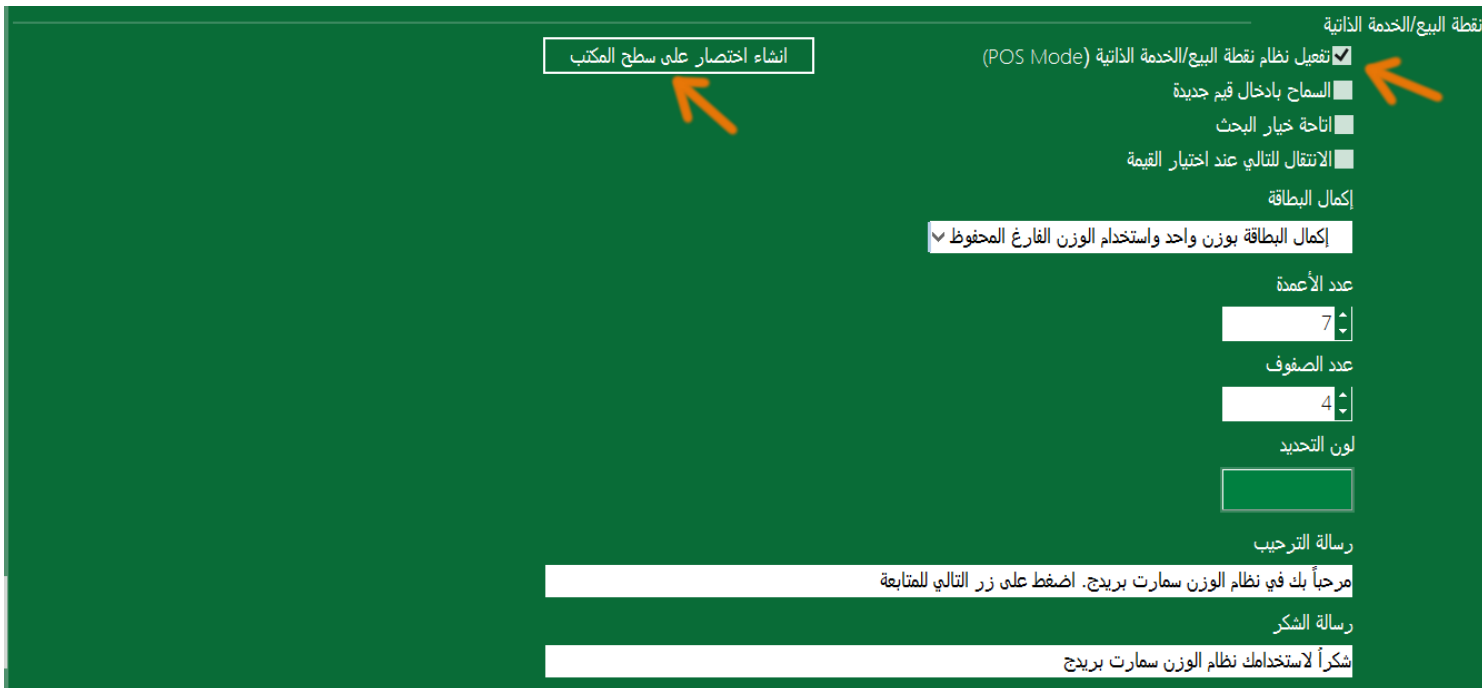 نقطة البيع/الخدمة الذاتية
تفعيل نظام نقطة البيع/الخدمة الذاتية (POS Mode)
انشاء اختصار على سطح المكتب
السماح بادخال قيم جديدة
اتاحة خيار البحث
الانتقال للتالي عند اختيار القيمة
إكمال البطاقة
إكمال البطاقة بوزن واحد واستخدام الوزن الفارغ المحفوظ
عدد الأعمدة
7
عدد الصفوف
4
لون التحديد
رسالة الترحيب
مرحباً بك في نظام الوزن سمارت بريدج. اضغط على زر التالي للمتابعة
رسالة الشكر
شكراً لاستخدامك نظام الوزن سمارت بريدج